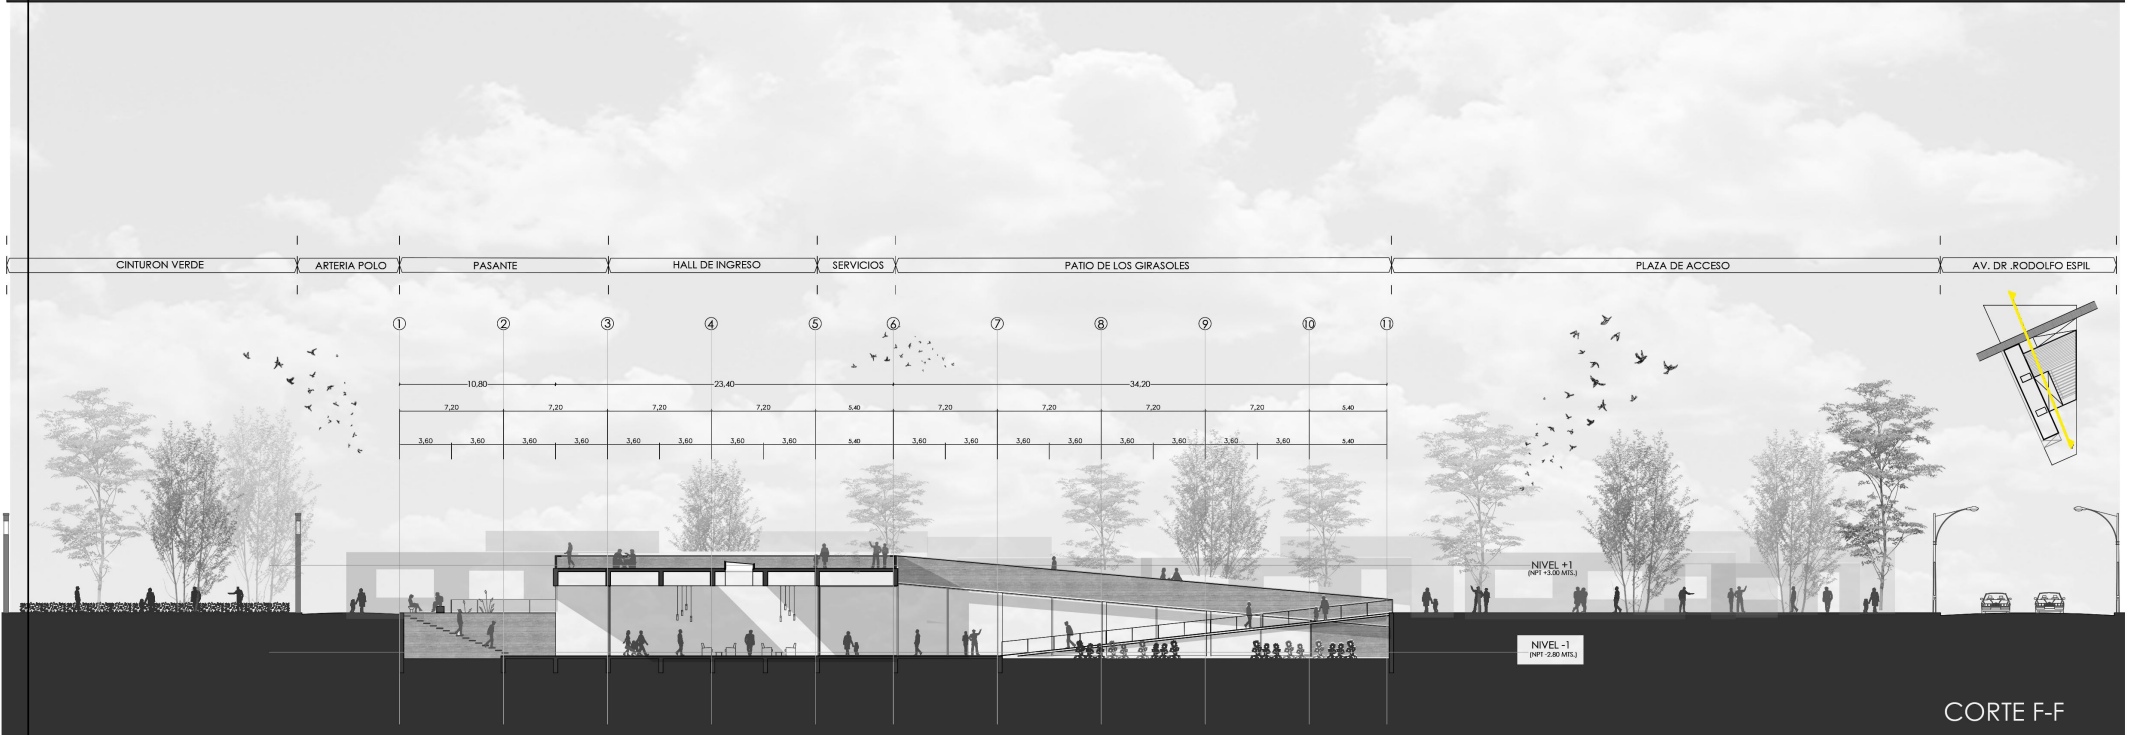 CINTURON VERDE
ARTERIA POLO
PASANTE
HALL DE INGRESO
SERVICIOS
PATIO DE LOS GIRASOLES
PLAZA DE ACCESO
AV. DR .RODOLFO ESPIL
1 2 3 4 5 6 7 8 9 10 11
10,80 23,40 34,20
7,20 7,20 7,20 7,20 5,40 7,20 7,20 7,20 7,20 5,40
3,60 3,60 3,60 3,60 3,60 3,60 3,60 5,40 3,60 3,60 3,60 3,60 3,60 3,60 3,60 3,60 5,40
NIVEL +1
(NPT +3.00 MTS.)
NIVEL -1
(NPT -2.80 MTS.)
CORTE F-F